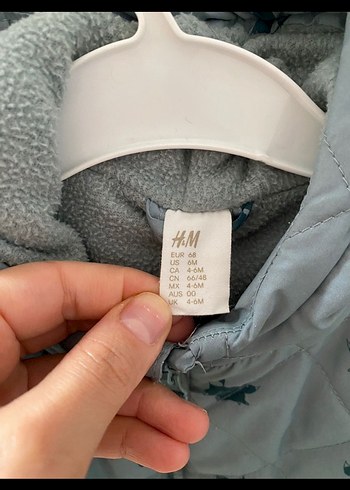 H&M
EUR 68
US 6M
CA 4-6M
CN 66/48
MX 4-6M
AUS 00
UK 4-6M